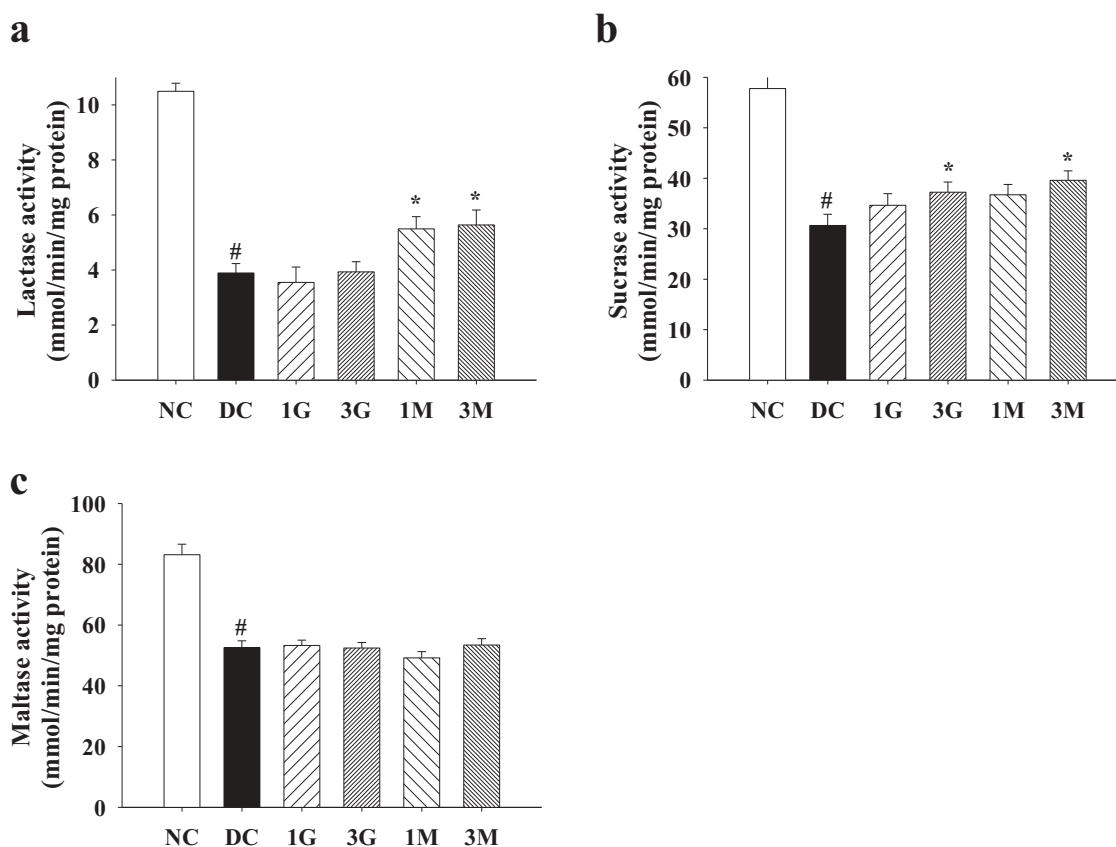 a
Lactase activity
(mmol/min/mg protein)
10
8
6
4
2
0
#
*
*
NC DC 1G 3G 1M 3M
b
Sucrase activity
(mmol/min/mg protein)
60
50
40
30
20
10
0
#
*
*
NC DC 1G 3G 1M 3M
c
Maltase activity
(mmol/min/mg protein)
100
80
60
40
20
0
#
NC DC 1G 3G 1M 3M